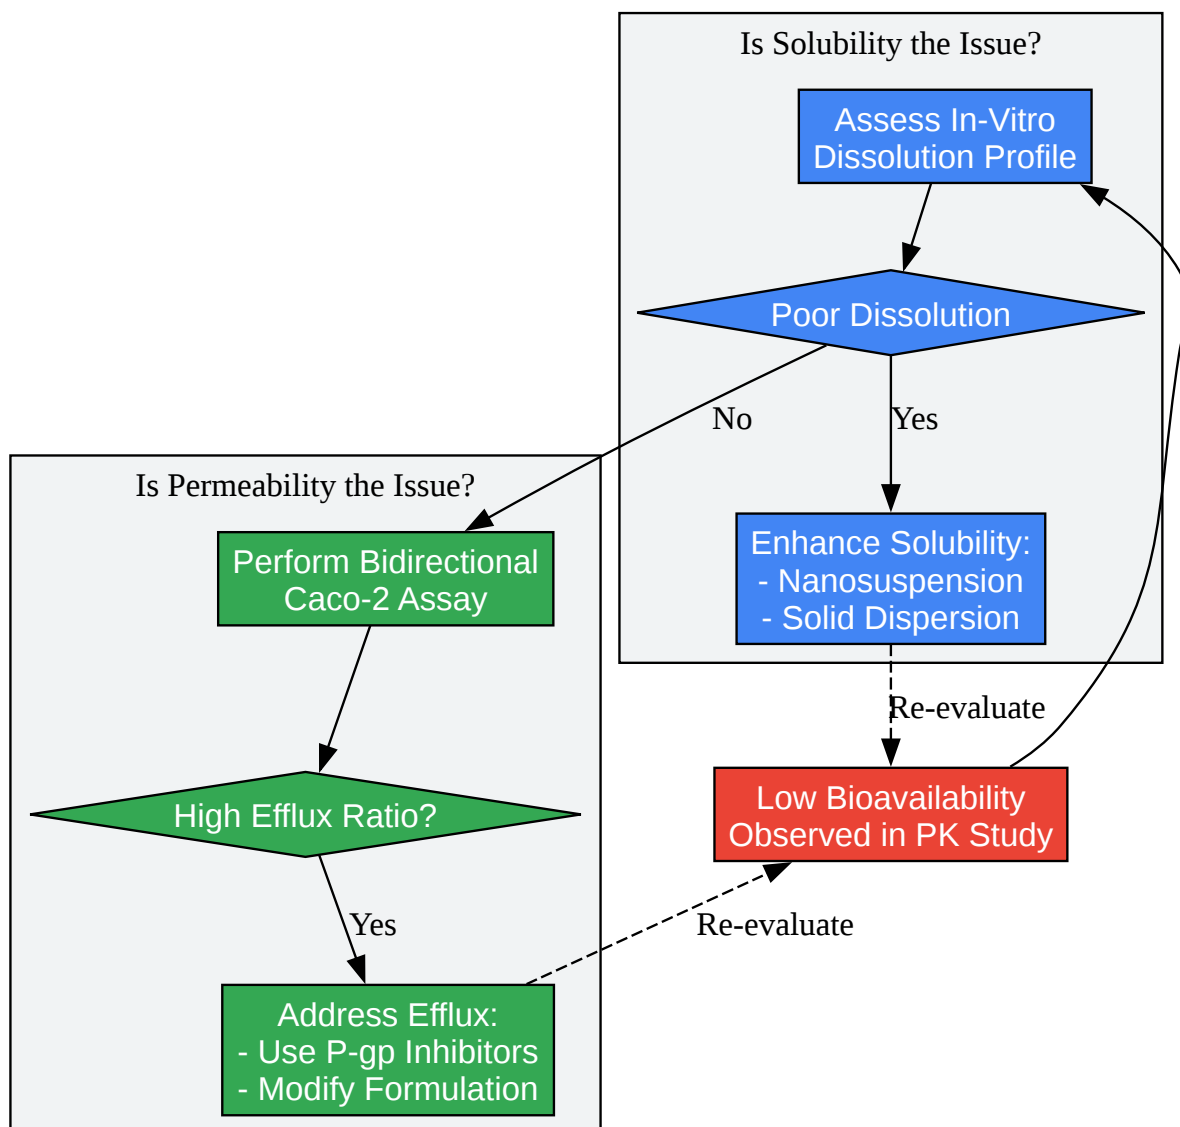 Is Solubility the Issue?
Assess In-Vitro
Dissolution Profile
Poor Dissolution
No
Yes
Is Permeability the Issue?
Perform Bidirectional
Caco-2 Assay
Enhance Solubility:
- Nanosuspension
- Solid Dispersion
Re-evaluate
High Efflux Ratio?
Low Bioavailability
Observed in PK Study
Yes
Re-evaluate
Address Efflux:
- Use P-gp Inhibitors
- Modify Formulation